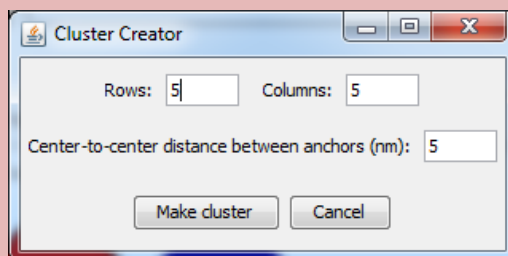 Cluster Creator
Rows: 5 Columns: 5
Center-to-center distance between anchors (nm): 5
Make cluster Cancel